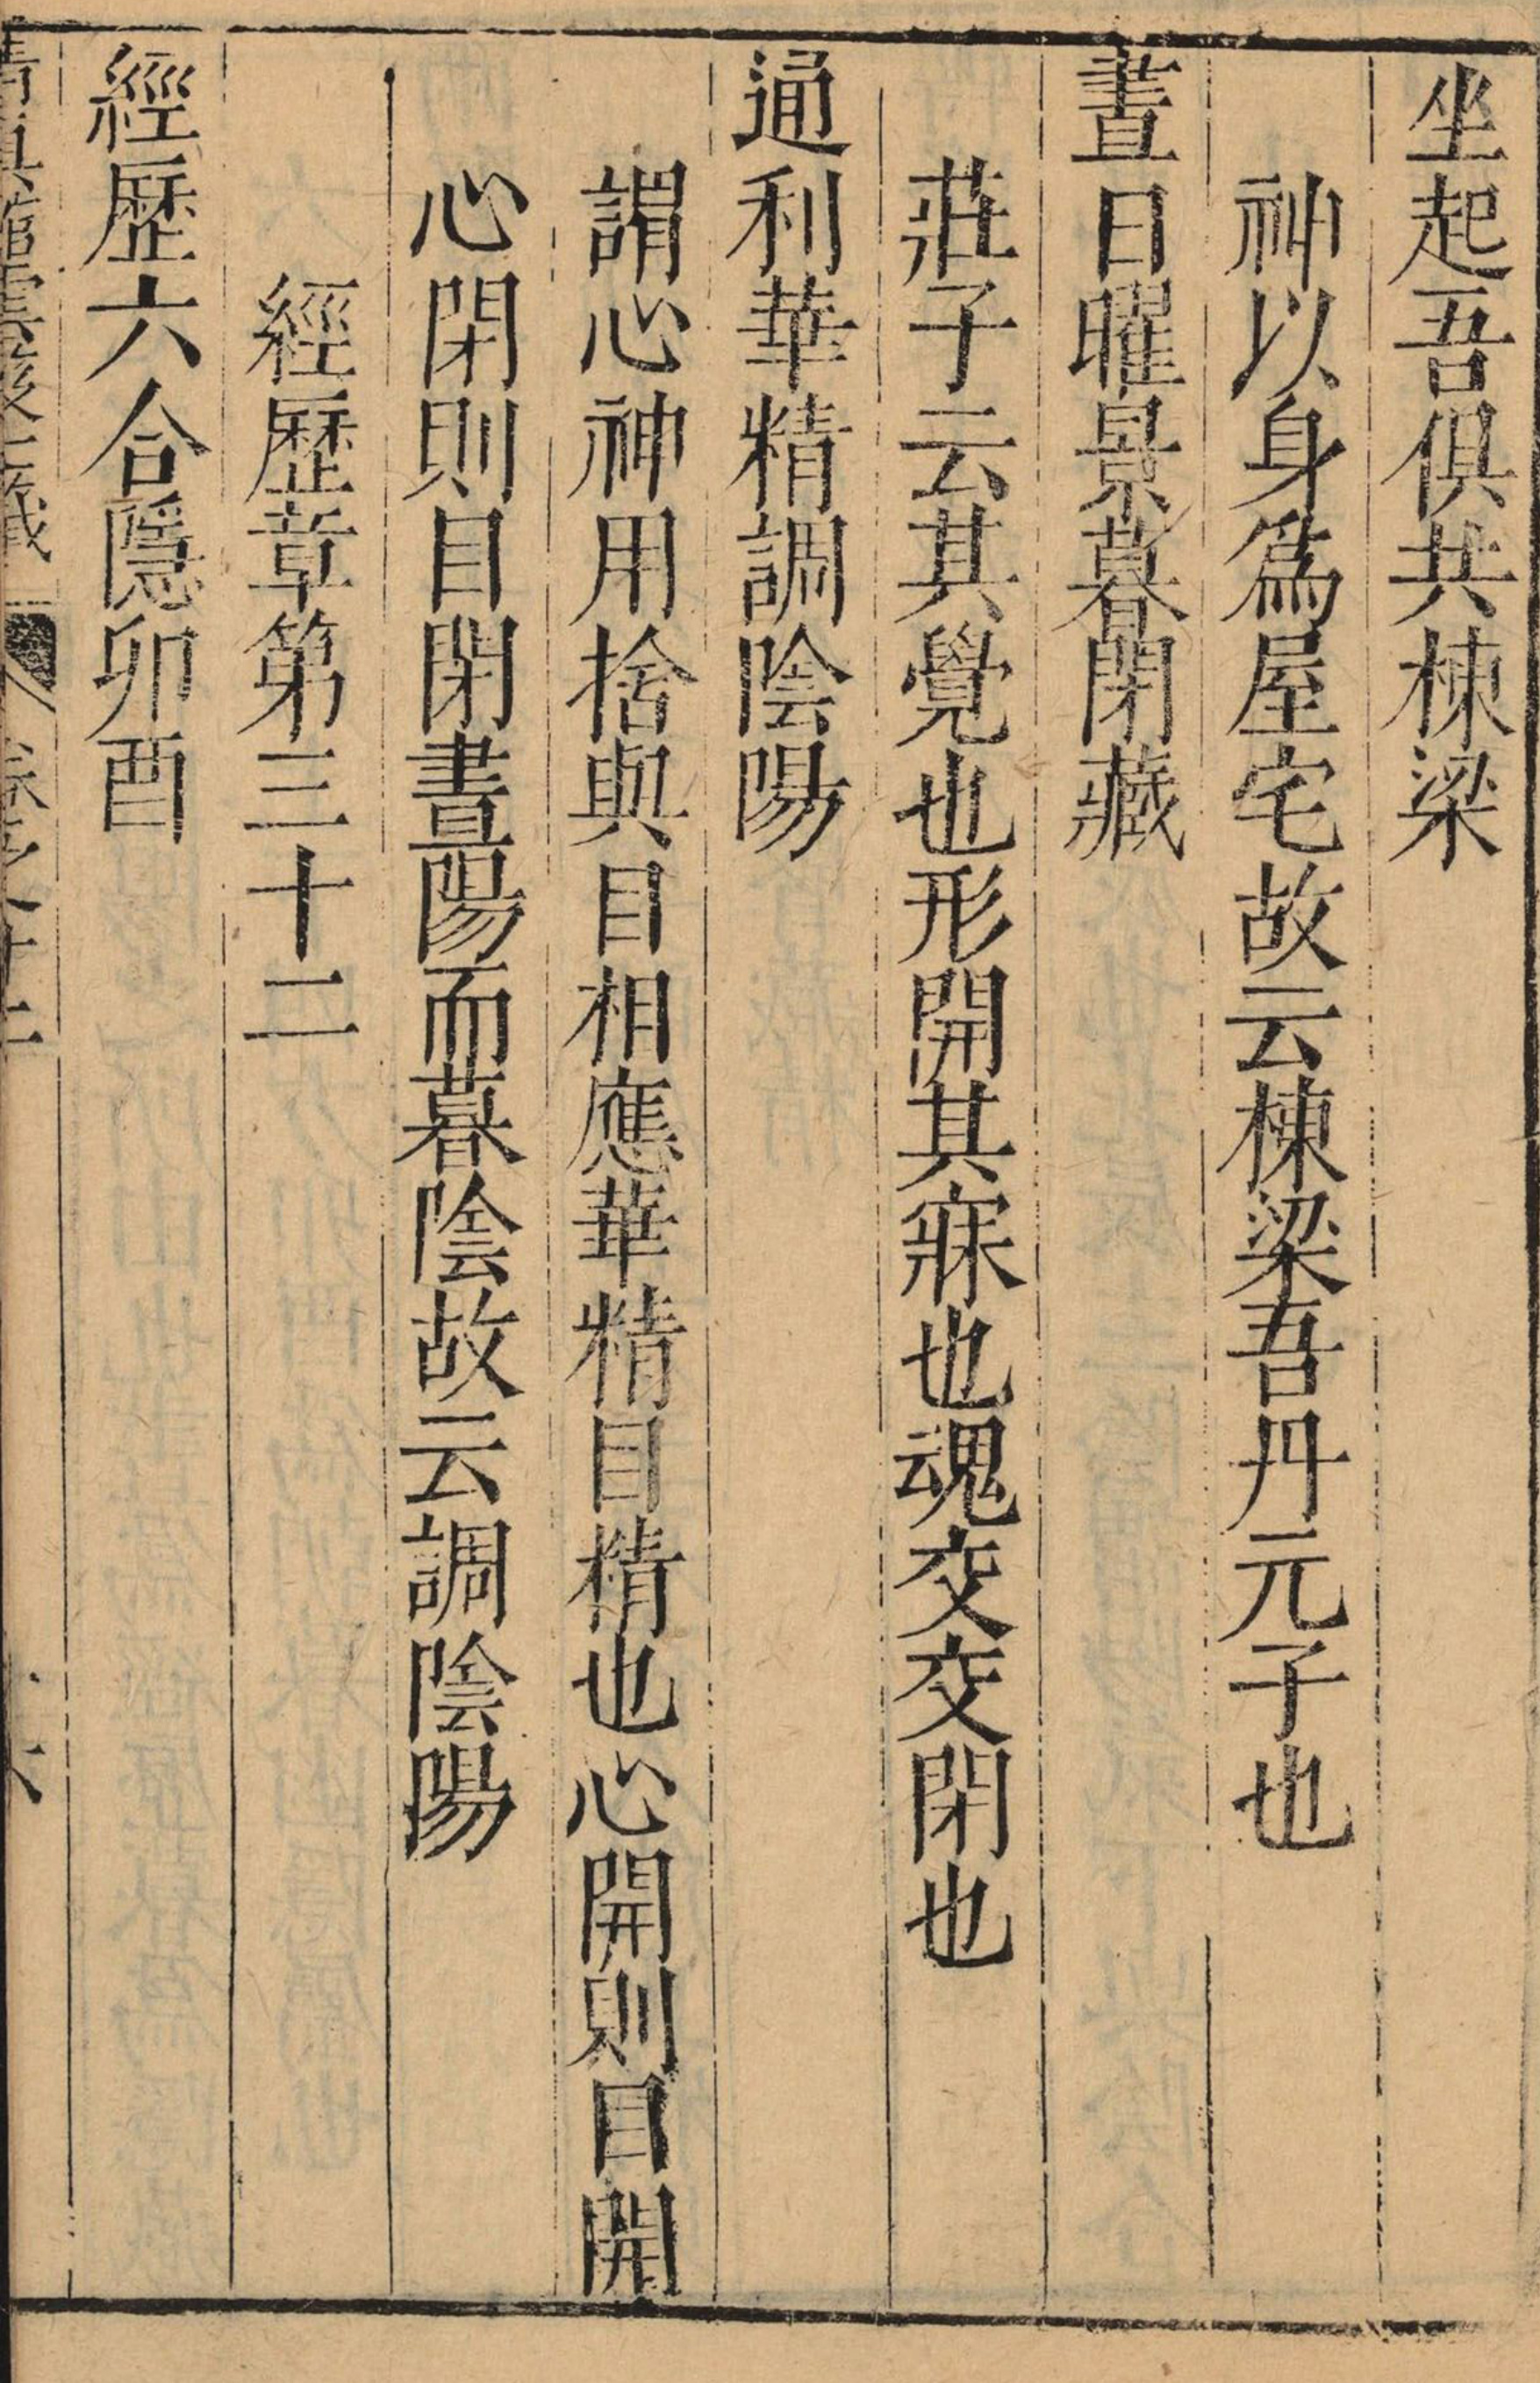 坐起吾俱共棟梁
神以身爲屋宅故云棟梁吾丹元子也
晝日曜景暮閉藏
莊子云其覺也形開其寐也魂交交閉也
通利華精調陰陽
謂心神用捨與目相應華精目精也心開則目開
心閉則目閉晝陽而暮陰故云調陰陽
經歷章第三十二
經歷六合隱卯酉